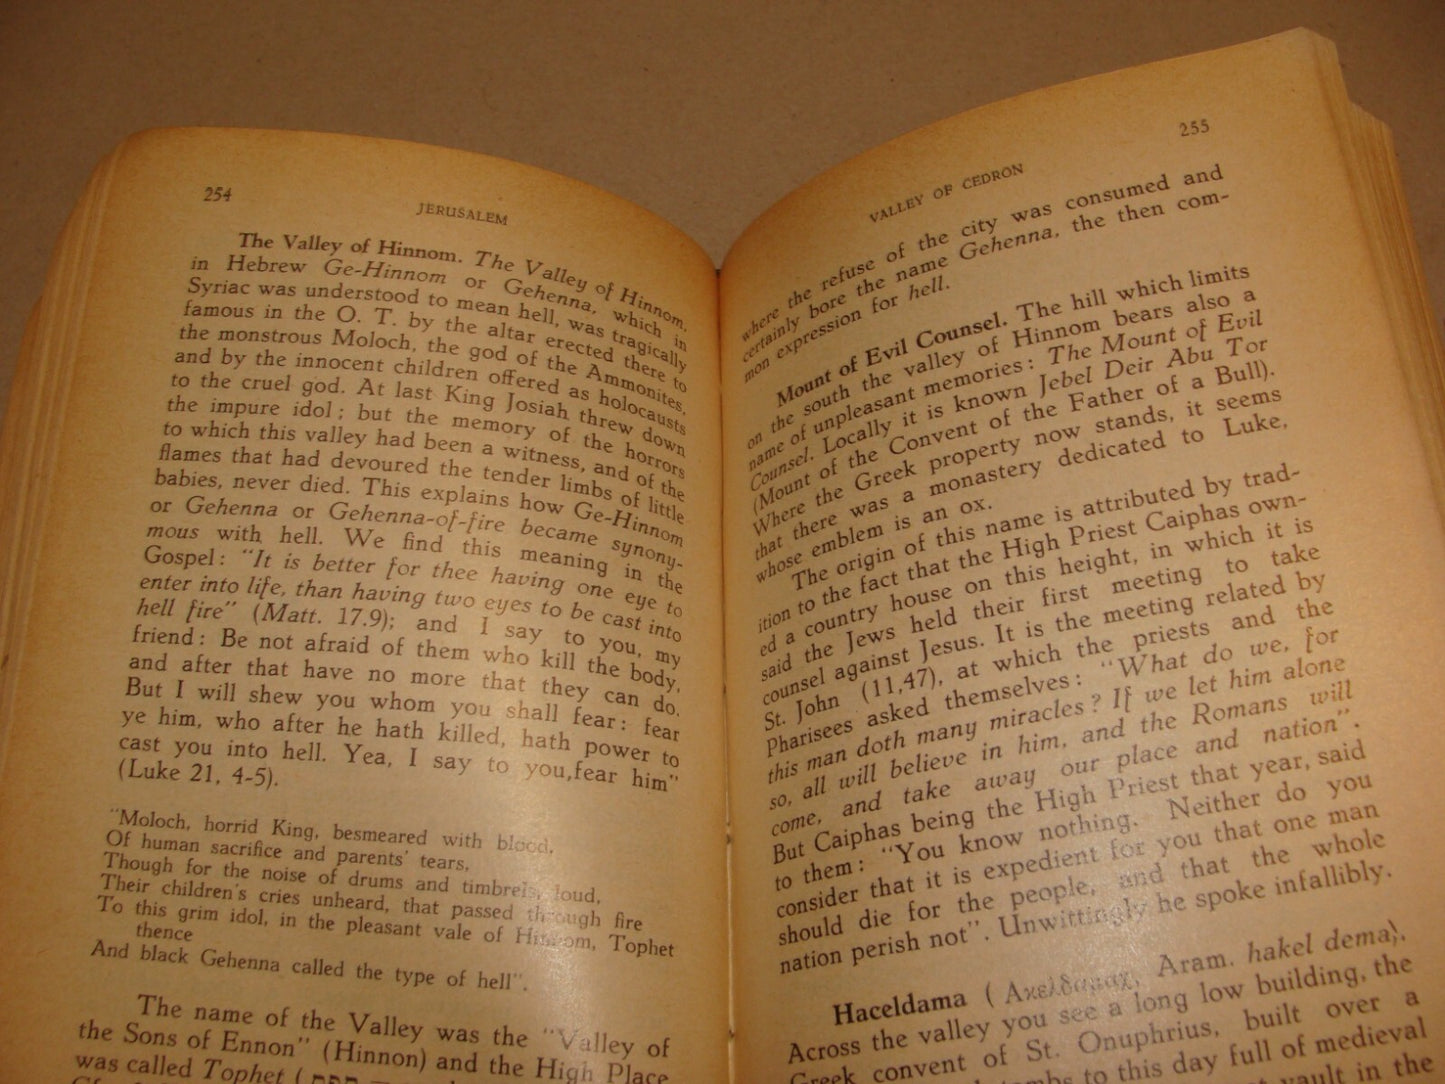 254
JERUSALEM
The Valley of Hinnom. The Valley of Hinnom,
in Hebrew Ge-Hinnom or Gehenna, which in
Syriac was understood to mean hell, was tragically
famous in the O. T. by the altar erected there to
the monstrous Moloch, the god of the Ammonites,
and by the innocent children offered as holocausts
to the cruel god. At last King Josiah threw down
the impure idol; but the memory of the horrors
to which this valley had been a witness, and of the
flames that had devoured the tender limbs of little
babies, never died. This explains how Ge-Hinnom
or Gehenna or Gehenna-of-fire became synony-
mous with hell. We find this meaning in the
Gospel: "It is better for thee having one eye to
enter into life, than having two eyes to be cast into
hell fire" (Matt. 17.9); and I say to you, my
friend: Be not afraid of them who kill the body,
and after that have no more that they can do.
But I will shew you whom you shall fear: fear
ye him, who after he hath killed, hath power to
cast you into hell. Yea, I say to you,fear him"
(Luke 21, 4-5).
"Moloch, horrid King, besmeared with blood,
Of human sacrifice and parents' tears,
Though for the noise of drums and timbrels, loud,
Their children's cries unheard, that passed through fire
To this grim idol, in the pleasant vale of Hinnom, Tophet
thence
And black Gehenna called the type of hell".
The name of the Valley was the "Valley of
the Sons of Ennon" (Hinnon) and the High Place
was called Tophet (
255
VALLEY OF CEDRON
where the refuse of the city was consumed and
certainly bore the name Gehenna, the then com-
mon expression for hell.
Mount of Evil Counsel. The hill which limits
on the south the valley of Hinnom bears also a
name of unpleasant memories: The Mount of Evil
Counsel. Locally it is known Jebel Deir Abu Tor
(Mount of the Convent of the Father of a Bull).
Where the Greek property now stands, it seems
that there was a monastery dedicated to Luke,
whose emblem is an ox.
The origin of this name is attributed by trad-
ition to the fact that the High Priest Caiphas own-
ed a country house on this height, in which it is
said the Jews held their first meeting to take
counsel against Jesus. It is the meeting related by
St. John (11,47), at which the priests and the
Pharisees asked themselves: "What do we, for
this man doth many miracles? If we let him alone
so, all will believe in him, and the Romans will
come, and take away our place and nation".
But Caiphas being the High Priest that year, said
to them: "You know nothing. Neither do you
consider that it is expedient for you that one man
should die for the people, and that the whole
nation perish not". Unwittingly he spoke infallibly.
Haceldama (Ακελδαμαχ, Aram. hakel dema).
Across the valley you see a long low building, the
Greek convent of St. Onuphrius, built over a
tombs to this day full of medieval
vault in the